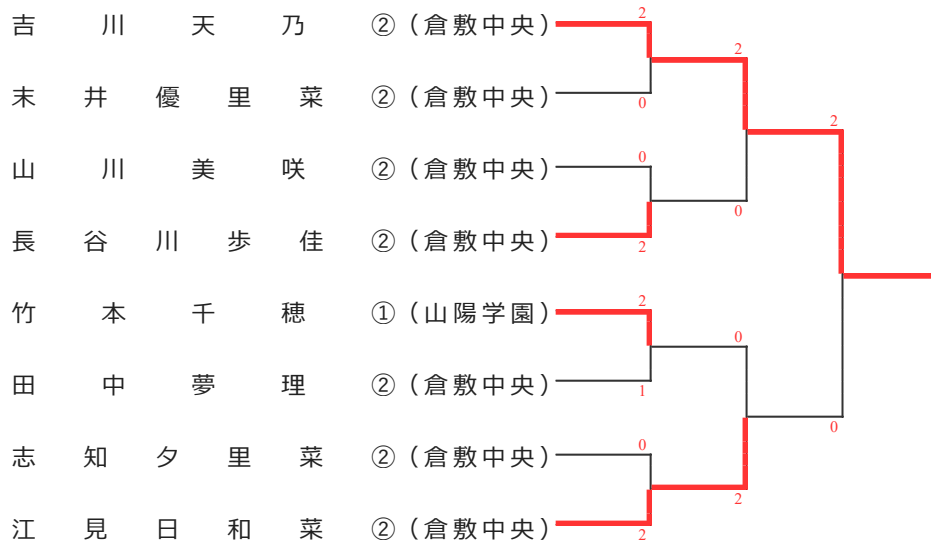 吉川天乃 ②（倉敷中央） 2
2
末井優里菜 ②（倉敷中央） 0
2
山川美咲 ②（倉敷中央） 0
0
長谷川歩佳 ②（倉敷中央） 2
竹本千穂 ①（山陽学園） 2
0
田中夢理 ②（倉敷中央） 1
0
志知夕里菜 ②（倉敷中央） 0
2
江見日和菜 ②（倉敷中央） 2